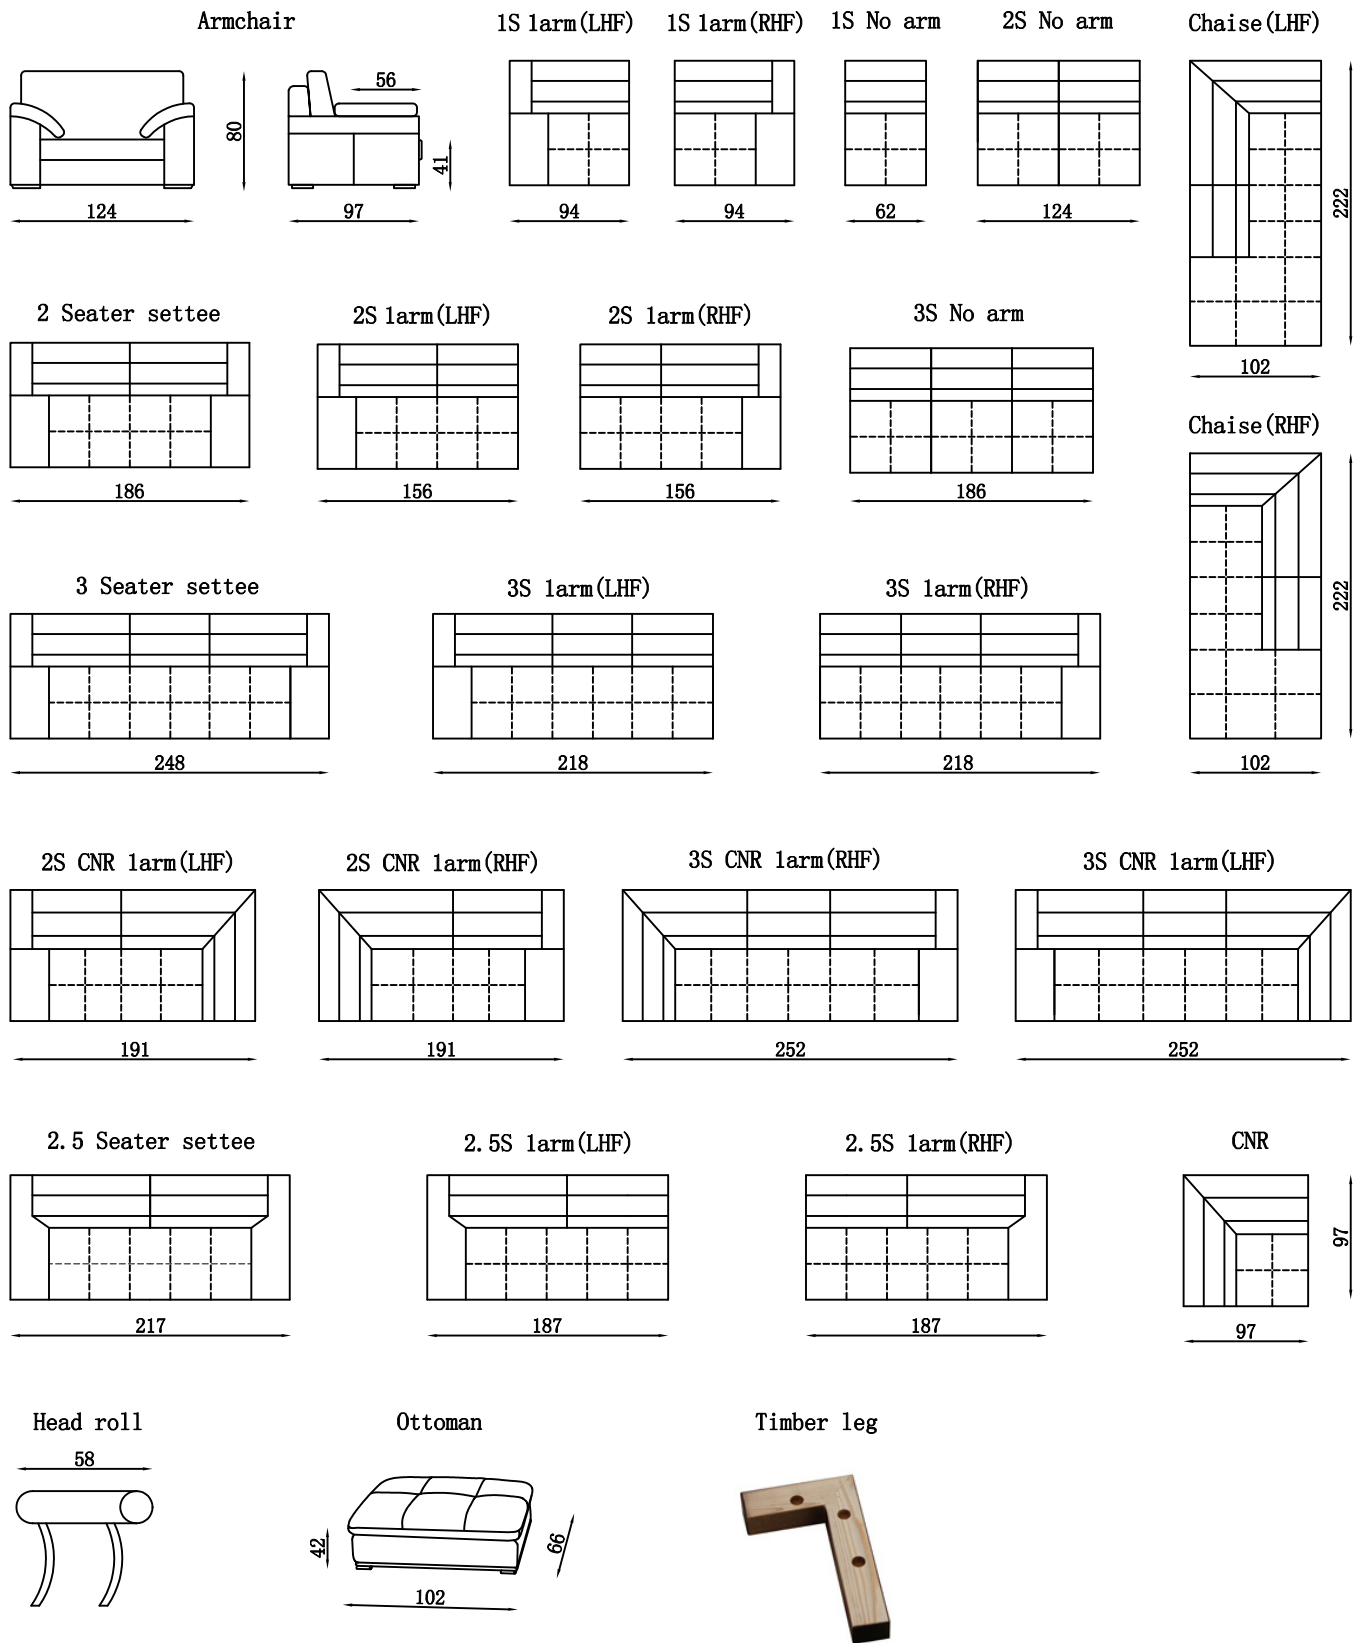 Armchair
1S 1arm(LHF)
1S 1arm(RHF)
1S No arm
2S No arm
Chaise(LHF)
56
80
41
222
124
97
94
94
62
124
102
2 Seater settee
2S 1arm(LHF)
2S 1arm(RHF)
3S No arm
Chaise(RHF)
186
156
156
186
222
102
3 Seater settee
3S 1arm(LHF)
3S 1arm(RHF)
248
218
218
2S CNR 1arm(LHF)
2S CNR 1arm(RHF)
3S CNR 1arm(RHF)
3S CNR 1arm(LHF)
191
191
252
252
2.5 Seater settee
2.5S 1arm(LHF)
2.5S 1arm(RHF)
CNR
97
217
187
187
97
Head roll
Ottoman
Timber leg
58
42
66
102